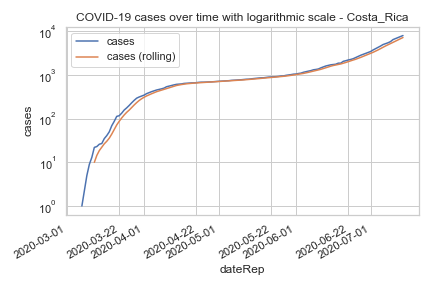 COVID-19 cases over time with logarithmic scale - Costa_Rica
cases
cases (rolling)
10^4
10^3
10^2
10^1
10^0
cases
2020-03-01
2020-03-22
2020-04-01
2020-04-22
2020-05-01
2020-05-22
2020-06-01
2020-06-22
2020-07-01
dateRep